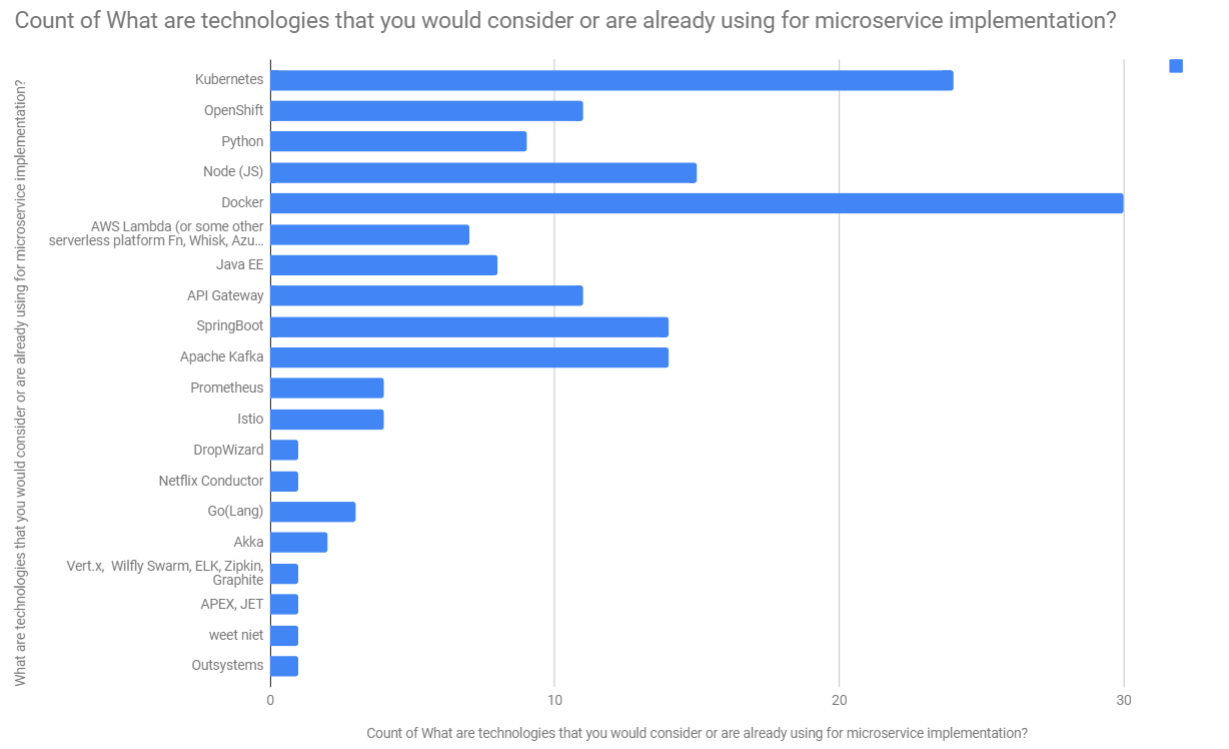 Count of What are technologies that you would consider or are already using for microservice implementation?
What are technologies that you would consider or are already using for microservice implementation?
Kubernetes
OpenShift
Python
Node (JS)
Docker
AWS Lambda (or some other
serverless platform Fn, Whisk, Azu...
Java EE
API Gateway
SpringBoot
Apache Kafka
Prometheus
Istio
DropWizard
Netflix Conductor
Go(Lang)
Akka
Vert.x,  Wilfly Swarm, ELK, Zipkin,
Graphite
APEX, JET
weet niet
Outsystems
0 10 20 30
Count of What are technologies that you would consider or are already using for microservice implementation?